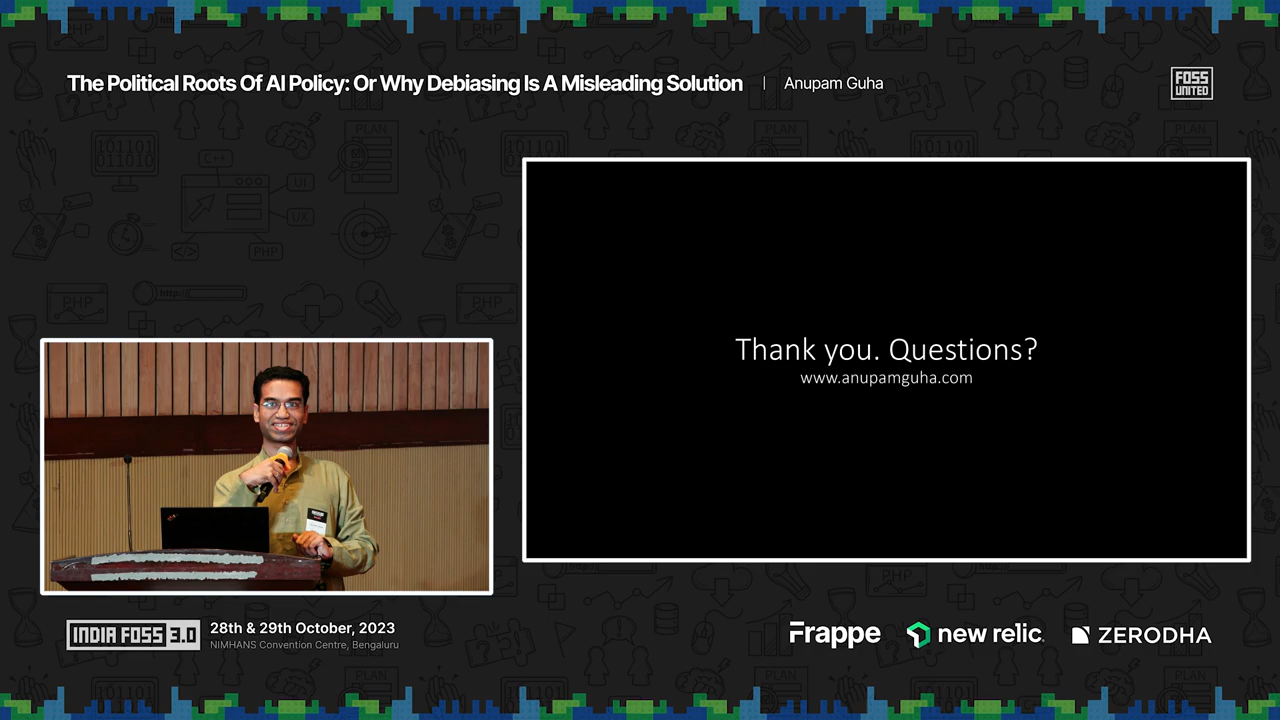 The Political Roots Of AI Policy: Or Why Debiasing Is A Misleading Solution | Anupam Guha
FOSS
UNITED
Thank you. Questions?
www.anupamguha.com
INDIA FOSS 3.0
28th & 29th October, 2023
NIMHANS Convention Centre, Bengaluru
Frappe
new relic
ZERODHA